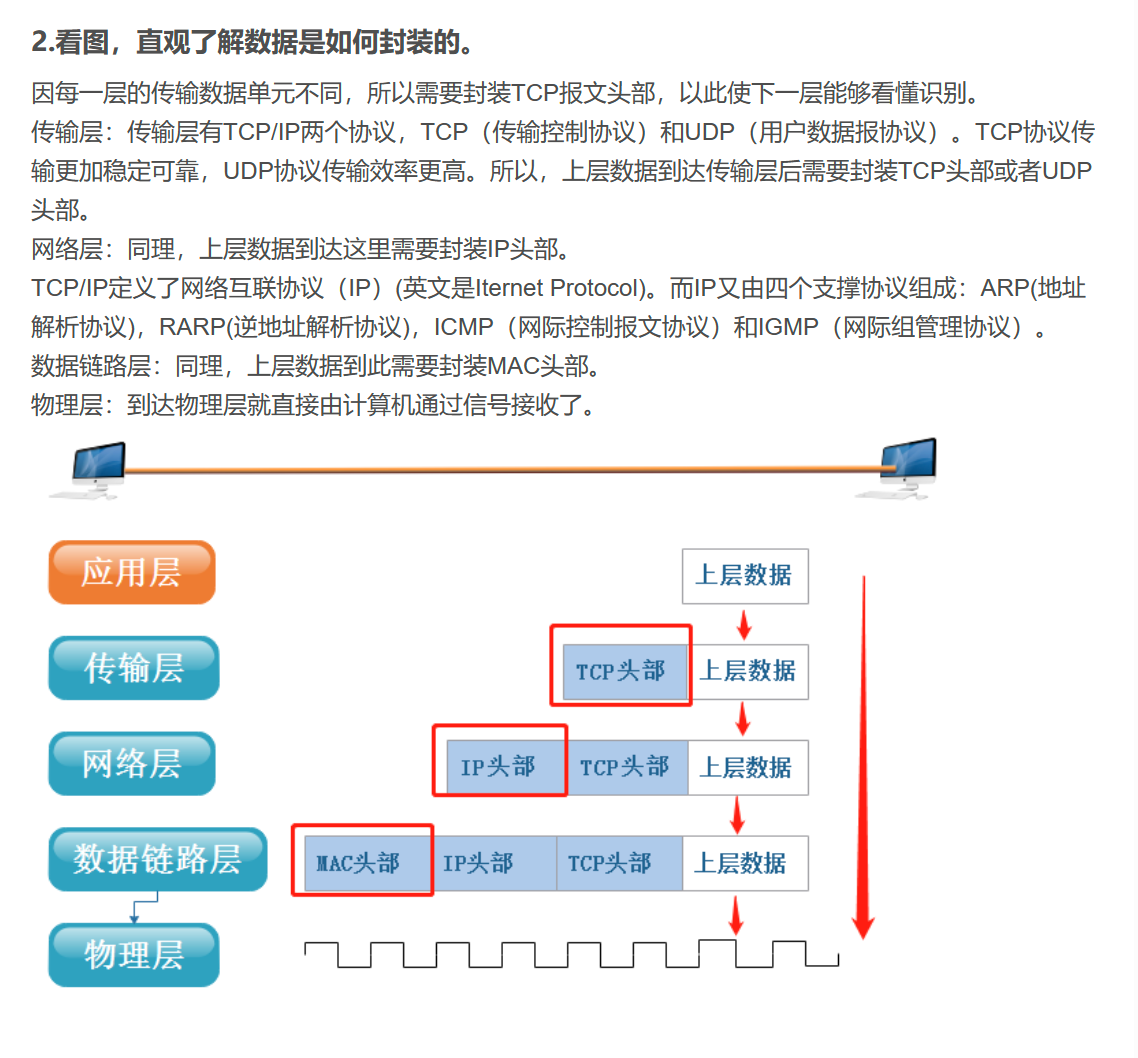 2.看图，直观了解数据是如何封装的。
因每一层的传输数据单元不同，所以需要封装TCP报文头部，以此使下一层能够看懂识别。
传输层：传输层有TCP/IP两个协议，TCP（传输控制协议）和UDP（用户数据报协议）。TCP协议传
输更加稳定可靠，UDP协议传输效率更高。所以，上层数据到达传输层后需要封装TCP头部或者UDP
头部。
网络层：同理，上层数据到达这里需要封装IP头部。
TCP/IP定义了网络互联协议（IP）(英文是Iternet Protocol)。而IP又由四个支撑协议组成：ARP(地址
解析协议)，RARP(逆地址解析协议)，ICMP（网际控制报文协议）和IGMP（网际组管理协议）。
数据链路层：同理，上层数据到此需要封装MAC头部。
物理层：到达物理层就直接由计算机通过信号接收了。
应用层
上层数据
传输层
TCP头部
上层数据
网络层
IP头部
TCP头部
上层数据
数据链路层
MAC头部
IP头部
TCP头部
上层数据
物理层